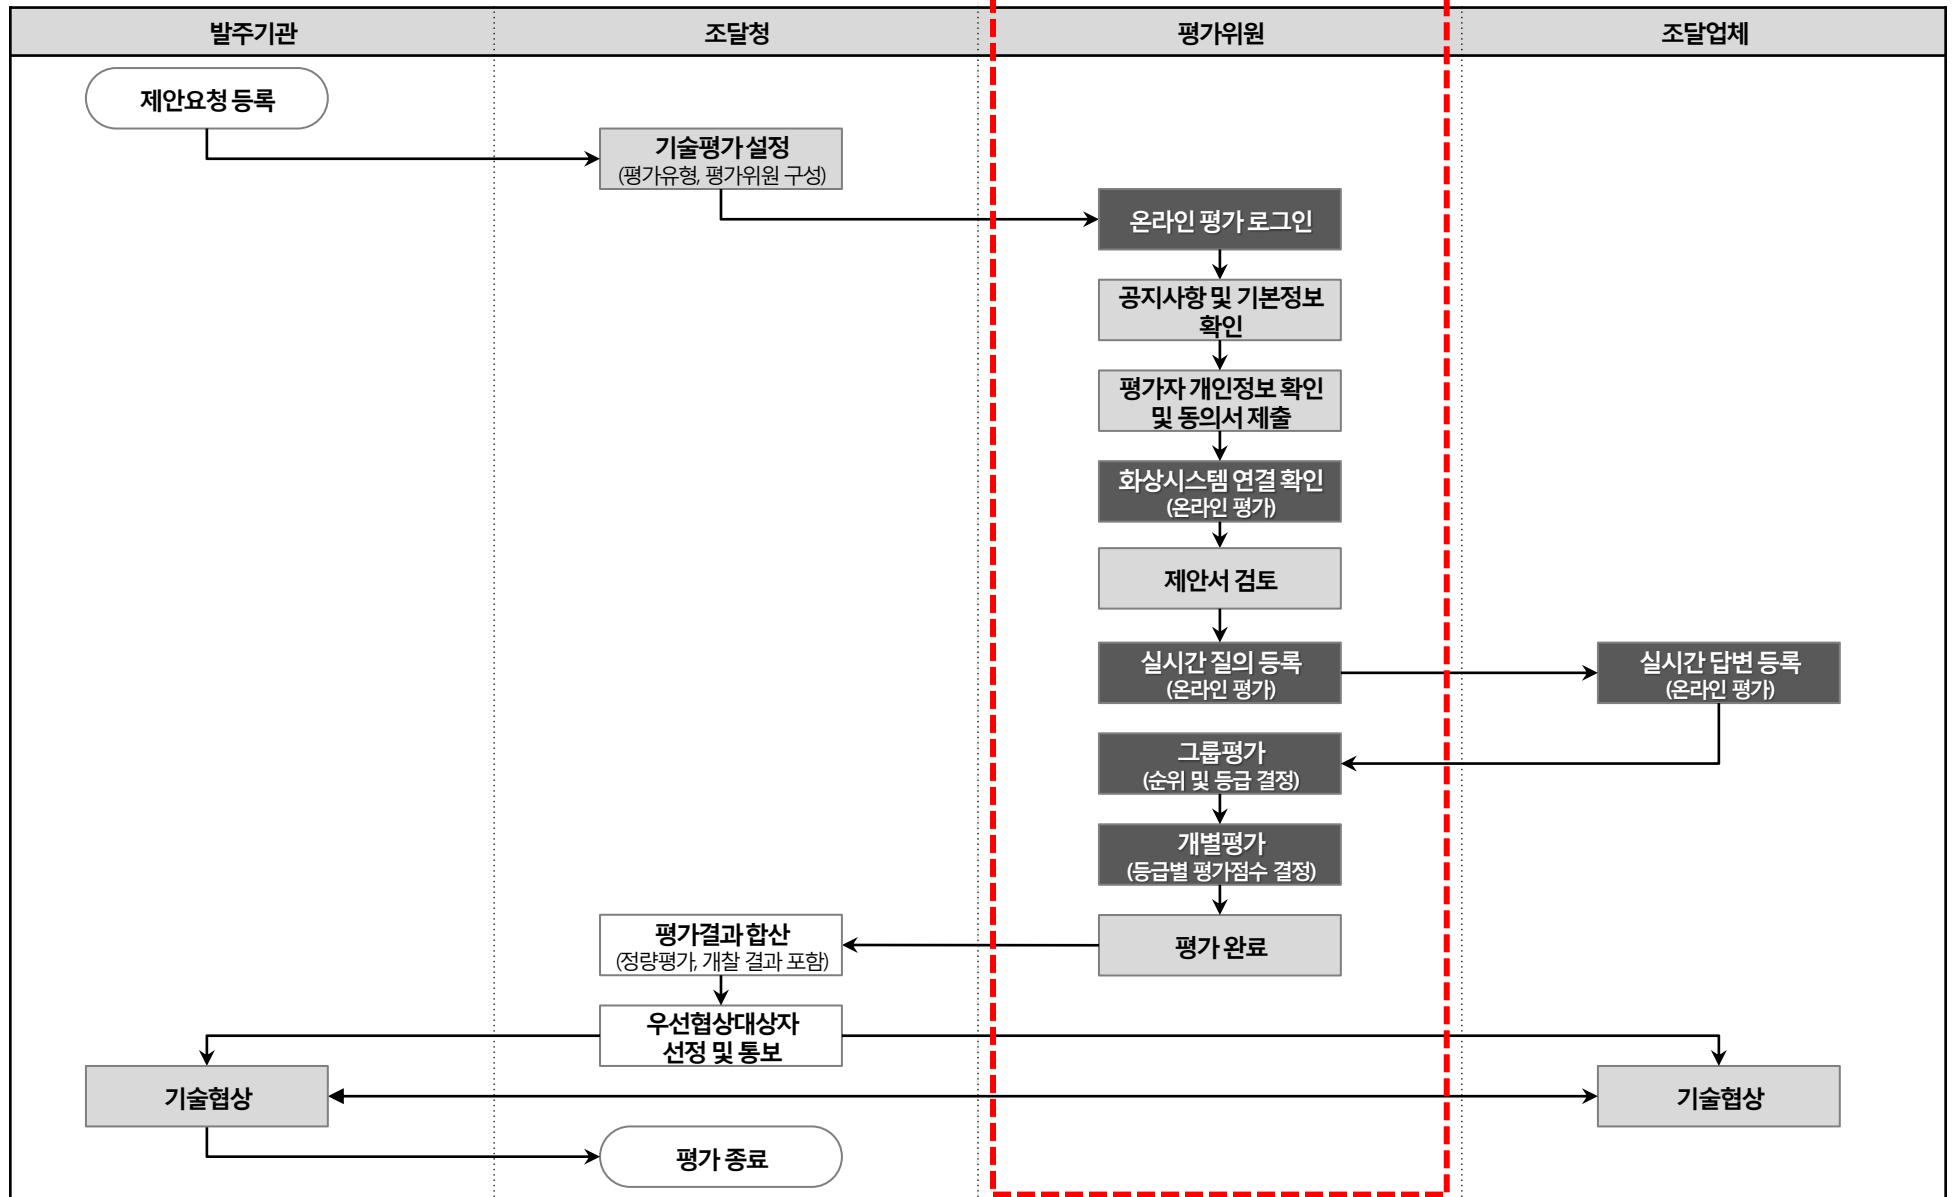 발주기관
조달청
평가위원
조달업체
제안요청 등록
기술평가 설정
(평가유형, 평가위원 구성)
온라인 평가 로그인
공지사항 및 기본정보
확인
평가자 개인정보 확인
및 동의서 제출
화상시스템 연결 확인
(온라인 평가)
제안서 검토
실시간 질의 등록
(온라인 평가)
실시간 답변 등록
(온라인 평가)
그룹평가
(순위 및 등급 결정)
개별평가
(등급별 평가점수 결정)
평가결과 합산
(정량평가, 개찰 결과 포함)
평가 완료
우선협상대상자
선정 및 통보
기술협상
기술협상
평가 종료